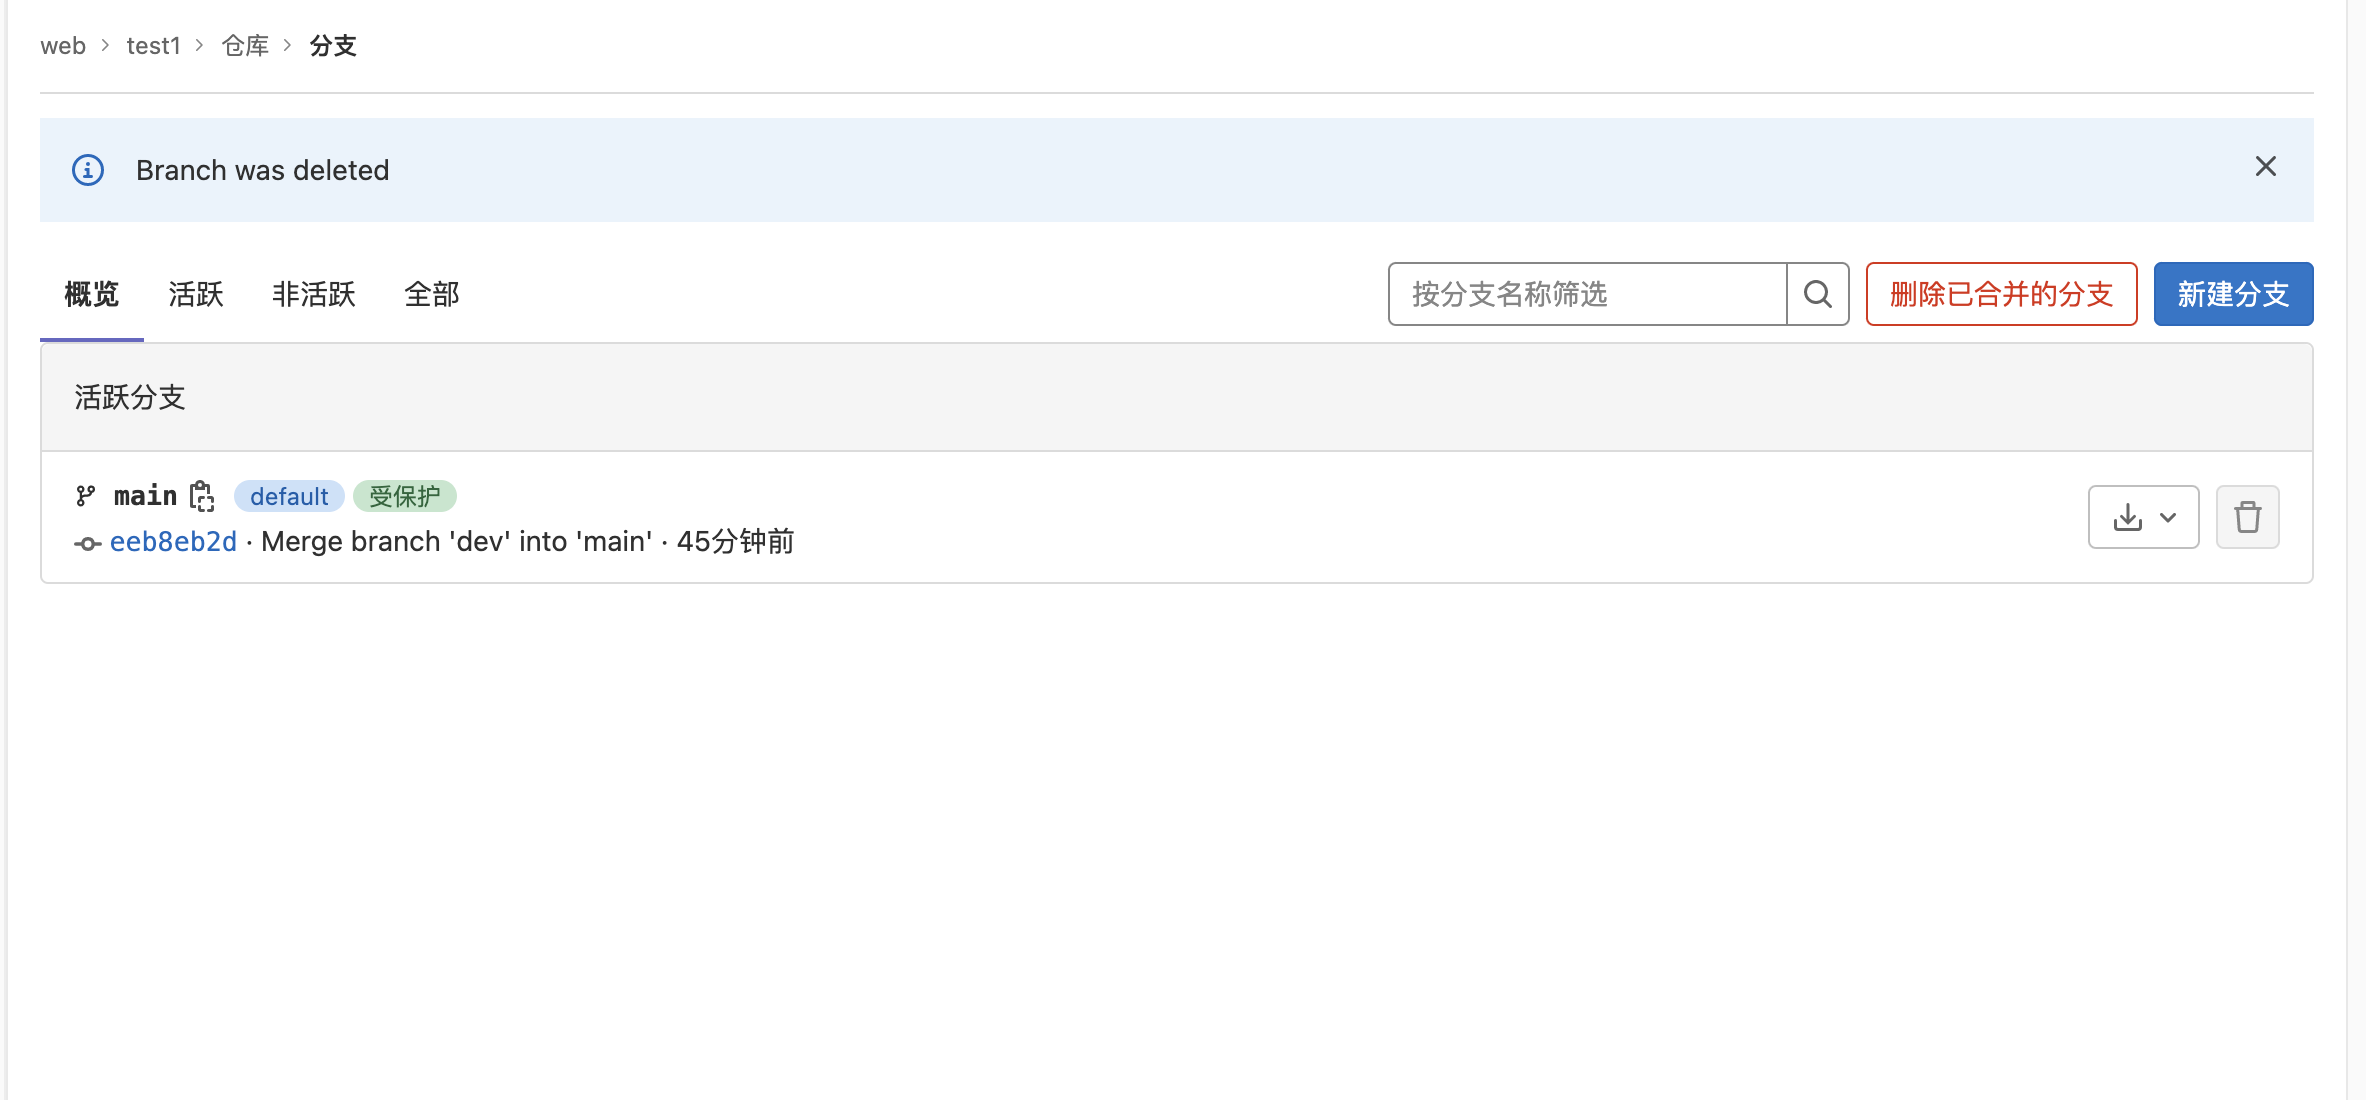 web > test1 > 仓库 > 分支
Branch was deleted
概览 活跃 非活跃 全部 按分支名称筛选 删除已合并的分支 新建分支
活跃分支
main default 受保护
eeb8eb2d · Merge branch 'dev' into 'main' · 45分钟前